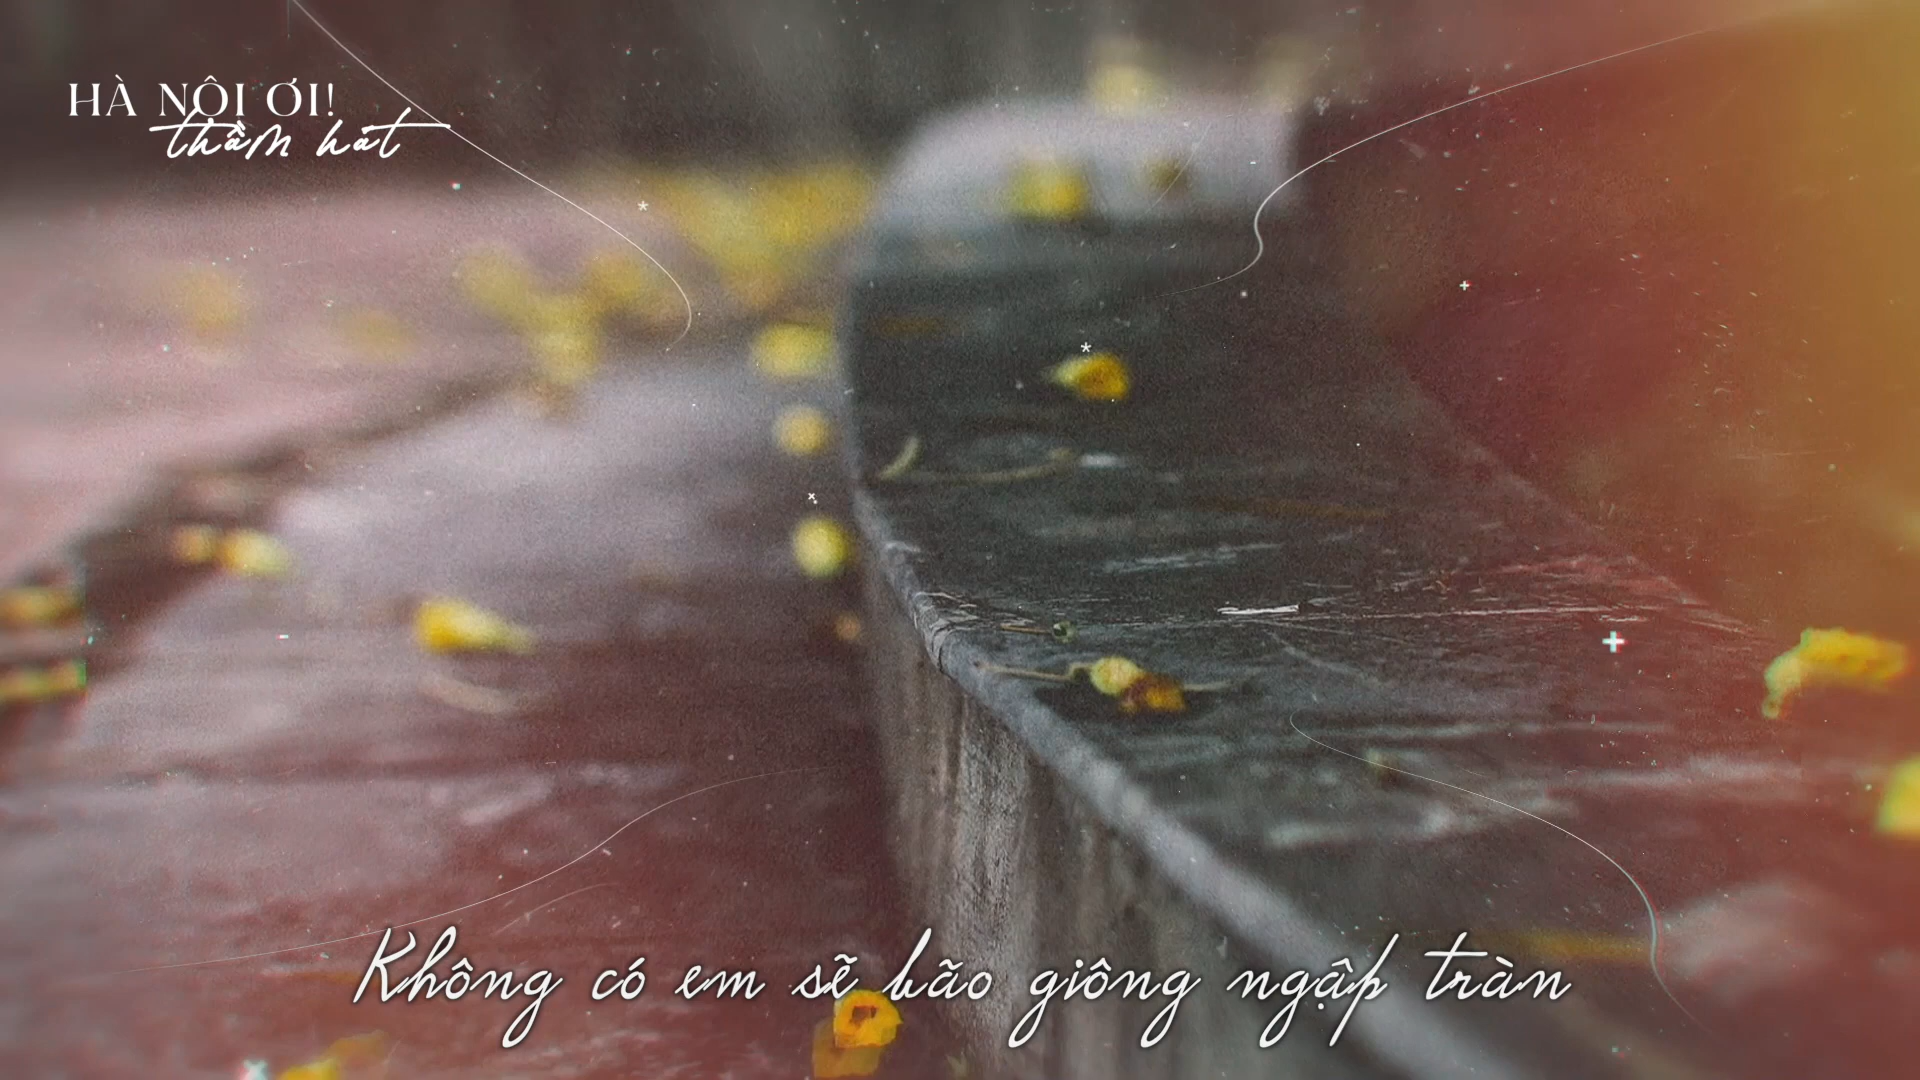 HÀ NỘI ƠI!
thầm hát
Không có em sẽ bão giông ngập tràn